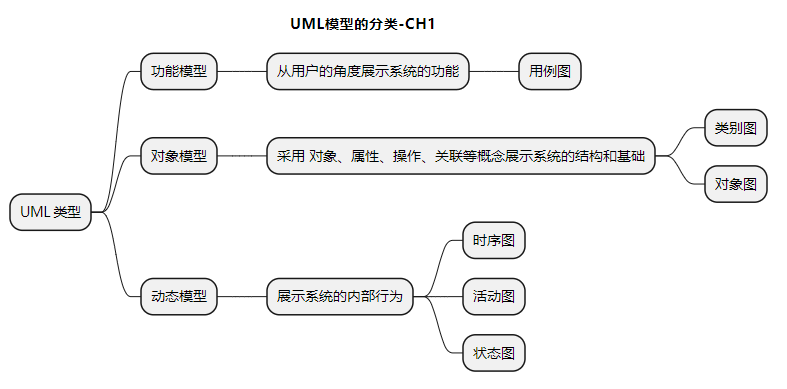 UML模型的分类-CH1
UML 类型
功能模型
从用户的角度展示系统的功能
用例图
对象模型
采用 对象、属性、操作、关联等概念展示系统的结构和基础
类别图
对象图
动态模型
展示系统的内部行为
时序图
活动图
状态图